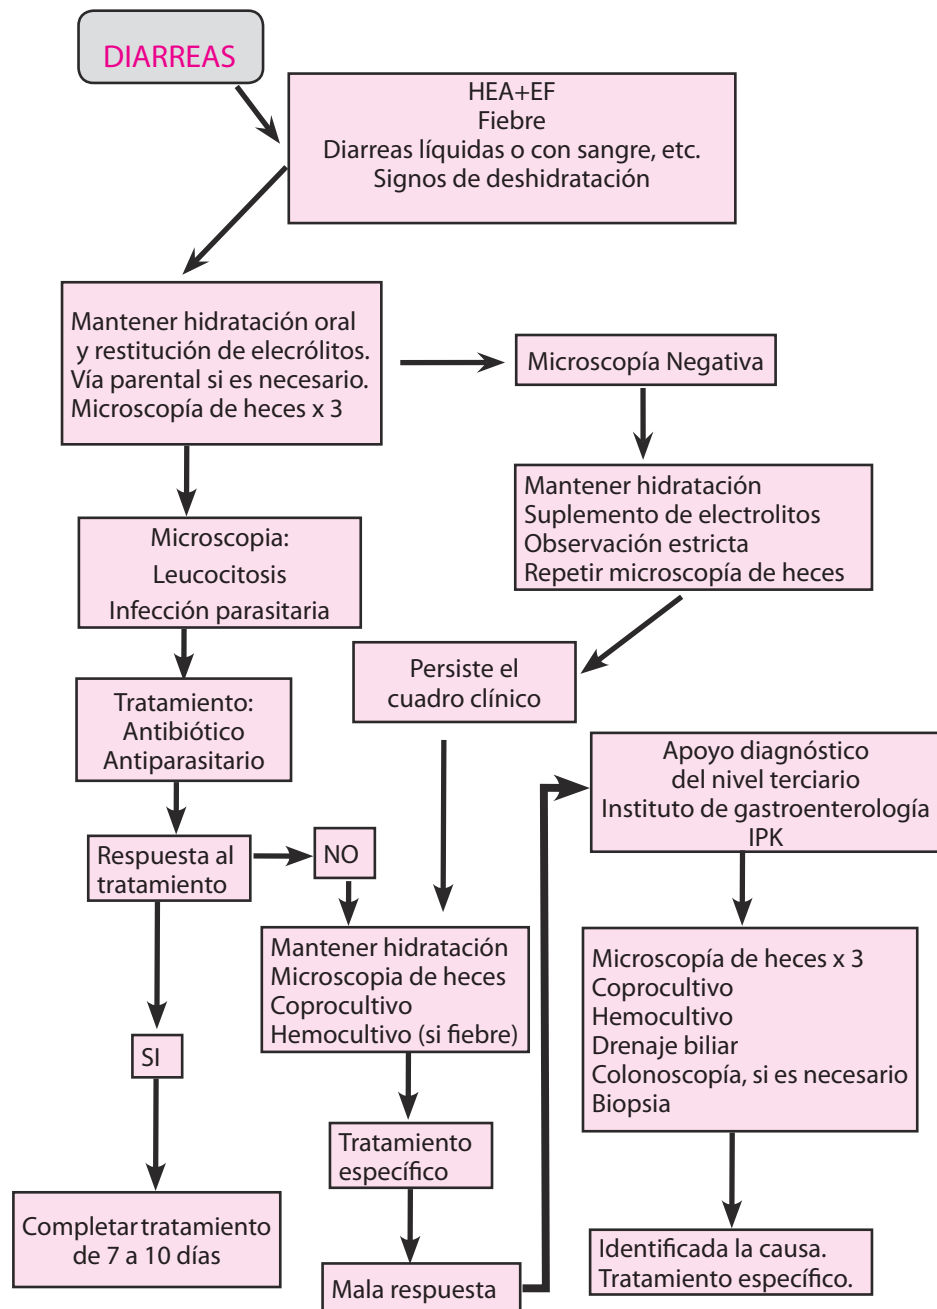 DIARREAS
HEA+EF
Fiebre
Diarreas líquidas o con sangre, etc.
Signos de deshidratación
Mantener hidratación oral
y restitución de elecrólitos.
Vía parental si es necesario.
Microscopía de heces x 3
Microscopía Negativa
Mantener hidratación
Suplemento de electrolitos
Observación estricta
Repetir microscopía de heces
Microscopia:
Leucocitosis
Infección parasitaria
Persiste el
cuadro clínico
Tratamiento:
Antibiótico
Antiparasitario
Apoyo diagnóstico
del nivel terciario
Instituto de gastroenterología
IPK
Respuesta al
tratamiento
NO
Mantener hidratación
Microscopia de heces
Coprocultivo
Hemocultivo (si fiebre)
Microscopía de heces x 3
Coprocultivo
Hemocultivo
Drenaje biliar
Colonoscopía, si es necesario
Biopsia
SI
Tratamiento
específico
Completar tratamiento
de 7 a 10 días
Mala respuesta
Identificada la causa.
Tratamiento específico.